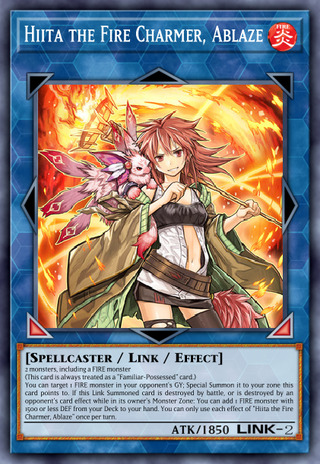 Hiita the Fire Charmer, Ablaze
FIRE
炎
[Spellcaster / Link / Effect]
2 monsters, including a FIRE monster
(This card is always treated as a "Familiar-Possessed" card.)
You can target 1 FIRE monster in your opponent's GY; Special Summon it to your zone this
card points to. If this Link Summoned card is destroyed by battle, or is destroyed by an
opponent's card effect while in its owner's Monster Zone: You can add 1 FIRE monster with
1500 or less DEF from your Deck to your hand. You can only use each effect of "Hiita the Fire
Charmer, Ablaze" once per turn.
ATK/1850 LINK-2